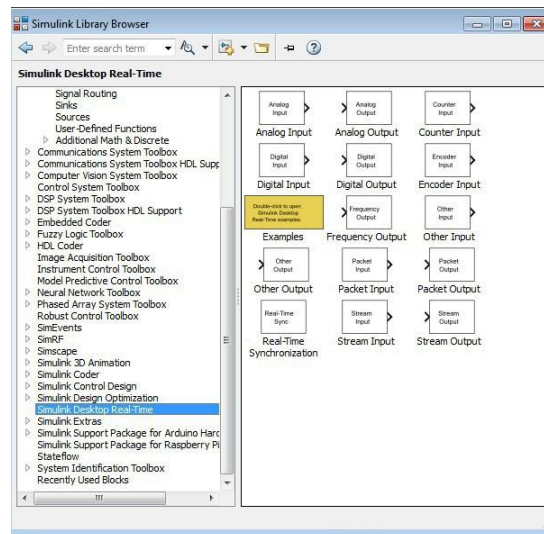 Simulink Library Browser
Enter search term
Simulink Desktop Real-Time
Signal Routing
Sinks
Sources
User-Defined Functions
Additional Math & Discrete
Communications System Toolbox
Communications System Toolbox HDL Supp
Computer Vision System Toolbox
Control System Toolbox
DSP System Toolbox
DSP System Toolbox HDL Support
Embedded Coder
Fuzzy Logic Toolbox
HDL Coder
Image Acquisition Toolbox
Instrument Control Toolbox
Model Predictive Control Toolbox
Neural Network Toolbox
Phased Array System Toolbox
Robust Control Toolbox
SimEvents
SimRF
Simscape
Simulink 3D Animation
Simulink Coder
Simulink Control Design
Simulink Design Optimization
Simulink Desktop Real-Time
Simulink Extras
Simulink Support Package for Arduino Hard
Simulink Support Package for Raspberry Pi
Stateflow
System Identification Toolbox
Recently Used Blocks
Analog Input
Analog Input
Analog Output
Analog Output
Counter Input
Counter Input
Digital Input
Digital Input
Digital Output
Digital Output
Encoder Input
Encoder Input
Double-click to open
Simulink Desktop
Real-Time examples
Examples
Frequency Output
Frequency Output
Other Input
Other Input
Other Output
Other Output
Packet Input
Packet Input
Packet Output
Packet Output
Real-Time Sync
Real-Time
Synchronization
Stream Input
Stream Input
Stream Output
Stream Output